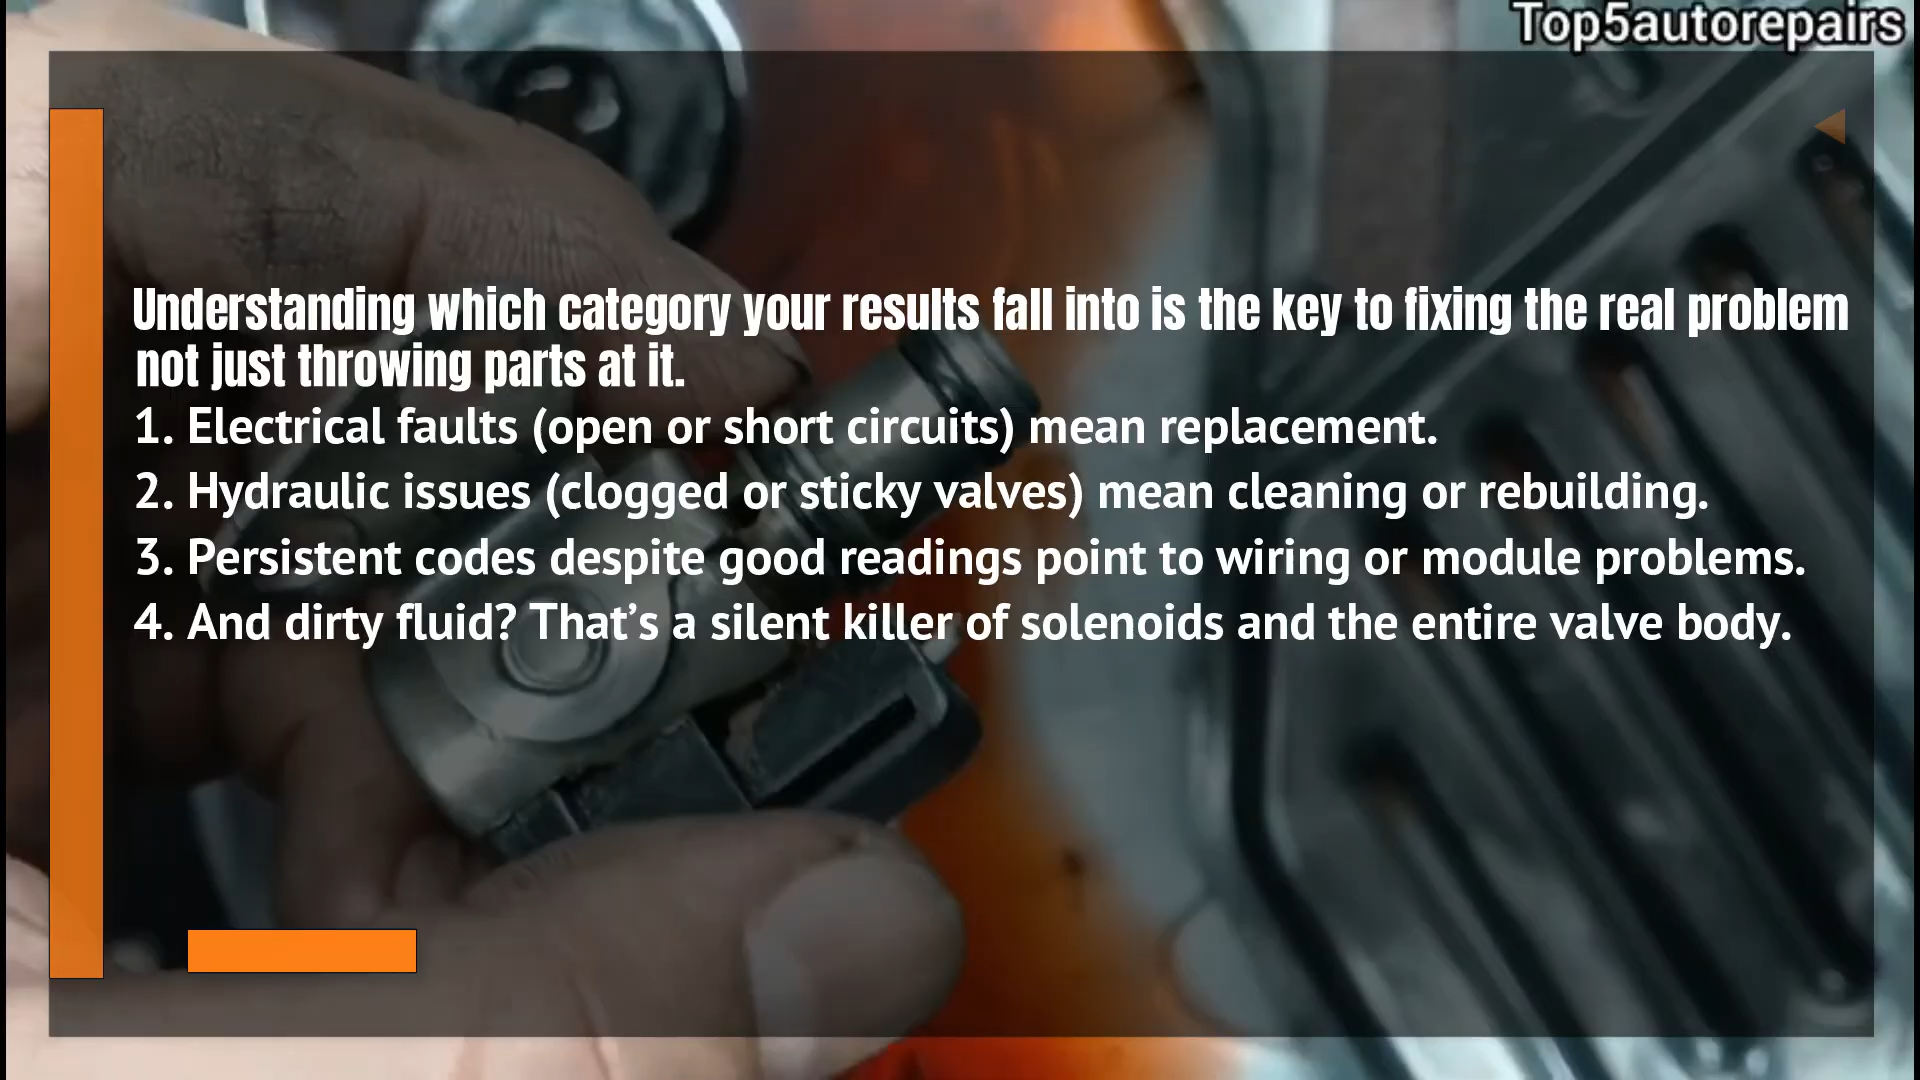 Top5autorepairs
Understanding which category your results fall into is the key to fixing the real problem
not just throwing parts at it.
1. Electrical faults (open or short circuits) mean replacement.
2. Hydraulic issues (clogged or sticky valves) mean cleaning or rebuilding.
3. Persistent codes despite good readings point to wiring or module problems.
4. And dirty fluid? That’s a silent killer of solenoids and the entire valve body.